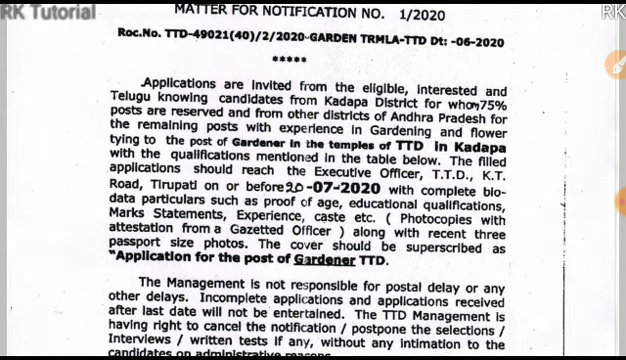 RK Tutorial
RK
MATTER FOR NOTIFICATION NO. 1/2020
Roc.No. TTD-49021(40)/2/2020-GARDEN TRMLA-TTD Dt: -06-2020
*****
Applications are invited from the eligible, interested and
Telugu knowing candidates from Kadapa District for whom 75%
posts are reserved and from other districts of Andhra Pradesh for
the remaining posts with experience in Gardening and flower
tying to the post of Gardener in the temples of TTD in Kadapa
with the qualifications mentioned in the table below. The filled
applications should reach the Executive Officer, T.T.D., K.T.
Road, Tirupati on or before 20-07-2020 with complete bio-
data particulars such as proof of age, educational qualifications,
Marks Statements, Experience, caste etc. ( Photocopies with
attestation from a Gazetted Officer ) along with recent three
passport size photos. The cover should be superscribed as
"Application for the post of Gardener TTD.
The Management is not responsible for postal delay or any
other delays. Incomplete applications and applications received
after last date will not be entertained. The TTD Management is
having right to cancel the notification / postpone the selections /
Interviews / written tests if any, without any intimation to the
candidates on administrative reasons